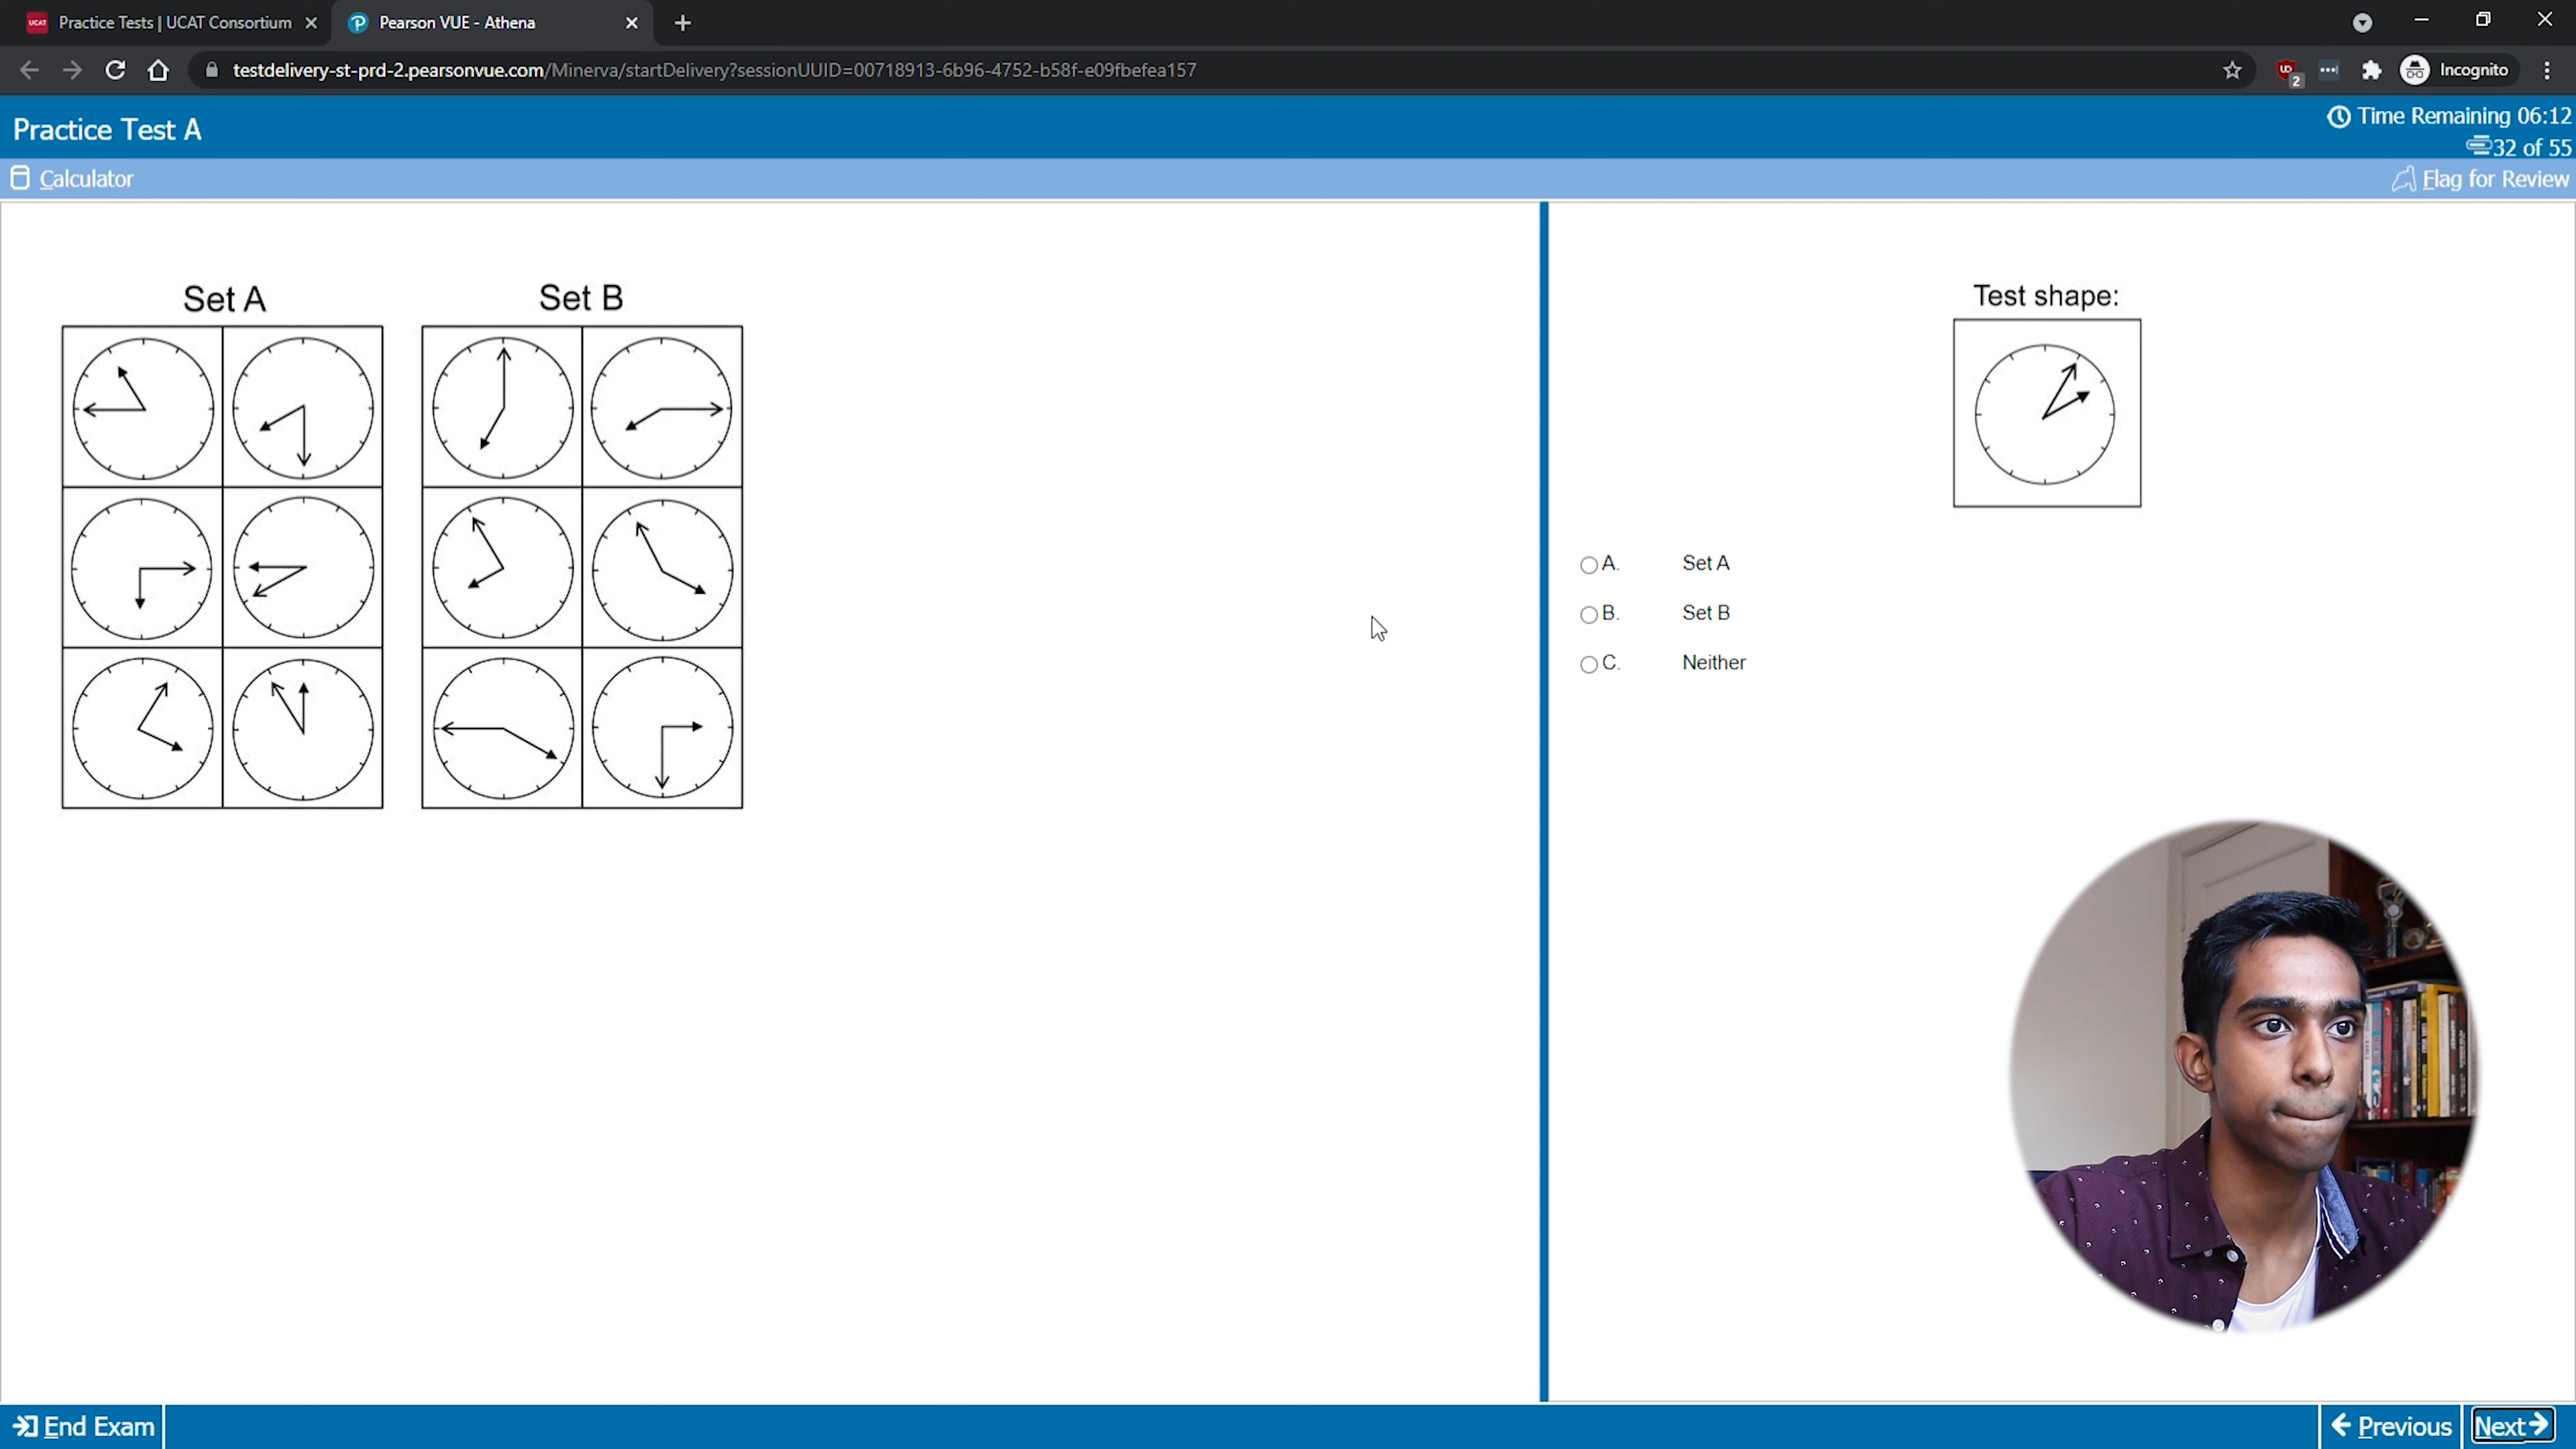 UCAT Practice Tests | UCAT Consortium
Pearson VUE - Athena
testdelivery-st-prd-2.pearsonvue.com/Minerva/startDelivery?sessionUUID=00718913-6b96-4752-b58f-e09fbefea157
2
Incognito
Practice Test A
Time Remaining 06:12
32 of 55
Calculator
Flag for Review
Set A
Set B
Test shape:
A. Set A
B. Set B
C. Neither
End Exam
Previous
Next